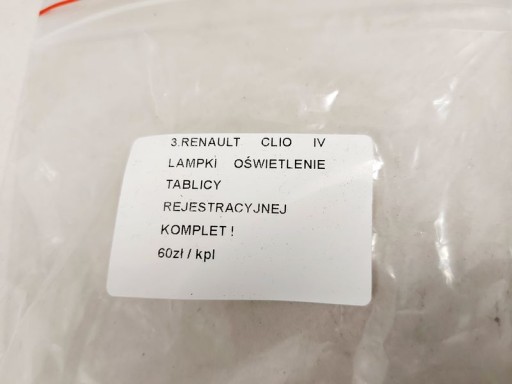 3.RENAULT CLIO IV
LAMPKI OŚWIETLENIE
TABLICY
REJESTRACYJNEJ
KOMPLET !
60zł / kpl